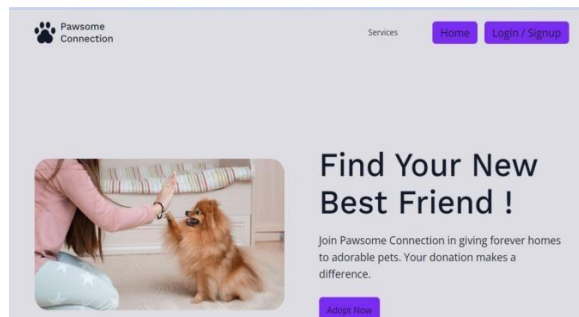 Pawsome
Connection
Services
Home
Login / Signup
Find Your New
Best Friend !
Join Pawsome Connection in giving forever homes
to adorable pets. Your donation makes a
difference.
Adopt Now